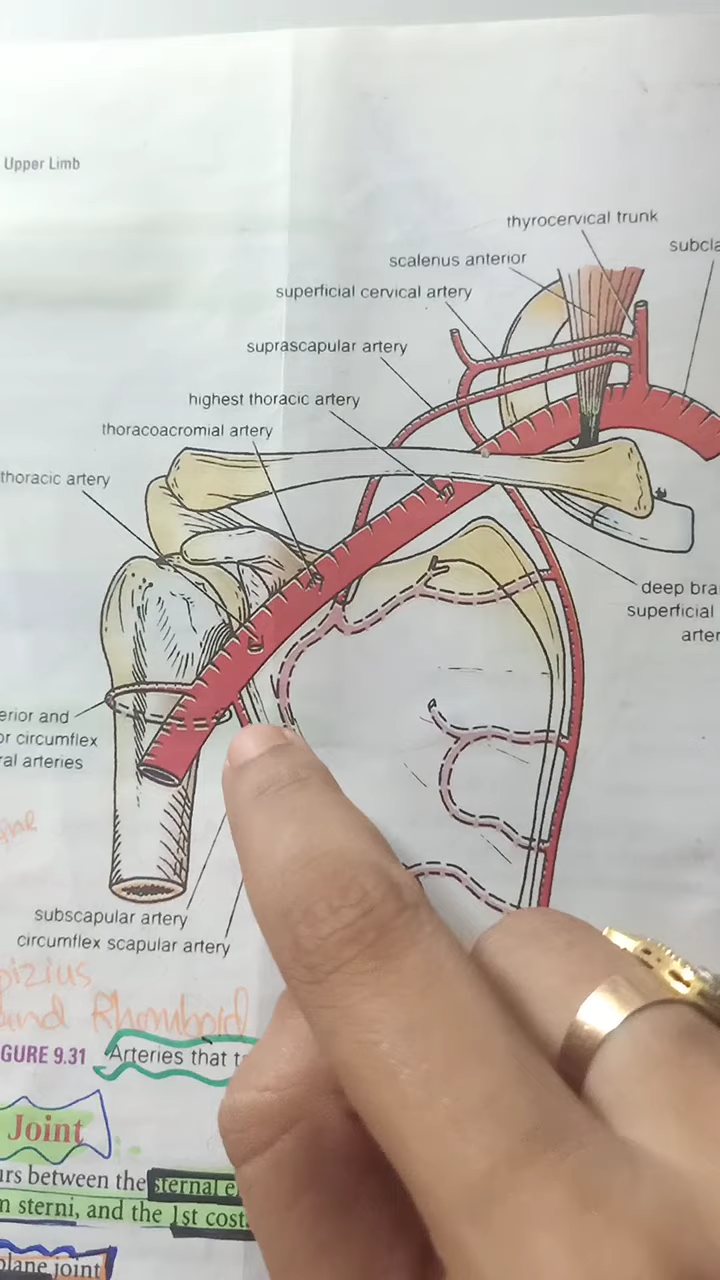 Upper Limb
thyrocervical trunk
subcla
scalenus anterior
superficial cervical artery
suprascapular artery
highest thoracic artery
thoracoacromial artery
thoracic artery
deep bra
superficial
arter
erior and
or circumflex
ral arteries
subscapular artery
circumflex scapular artery
pizius
and Rhomboid
GURE 9.31 Arteries that t
Joint
urs between the sternal e
m sterni, and the 1st cost
plane joint